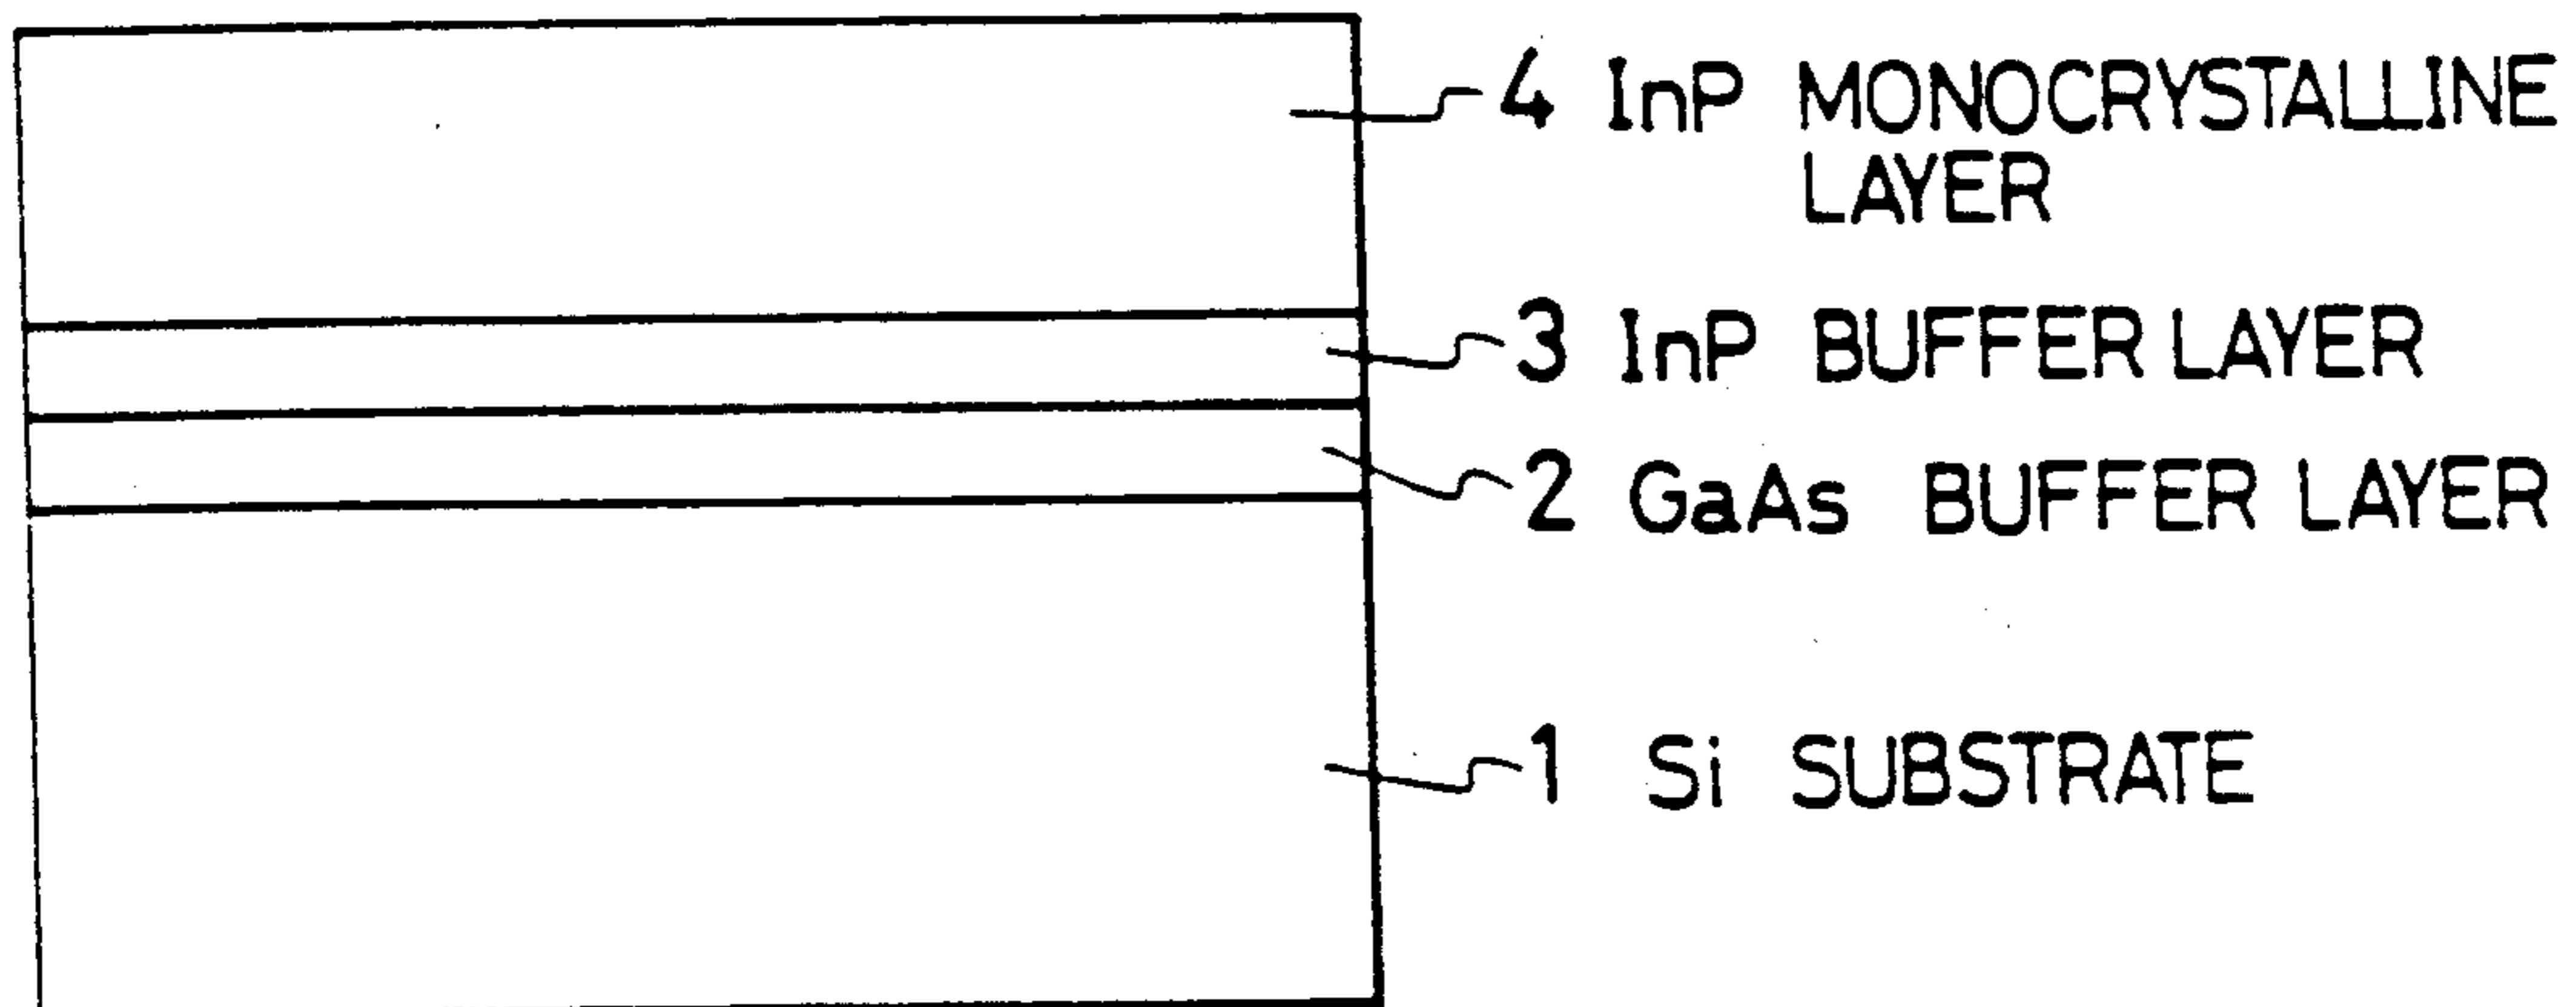 4 InP MONOCRYSTALLINE
LAYER
3 InP BUFFER LAYER
2 GaAs BUFFER LAYER
1 Si SUBSTRATE